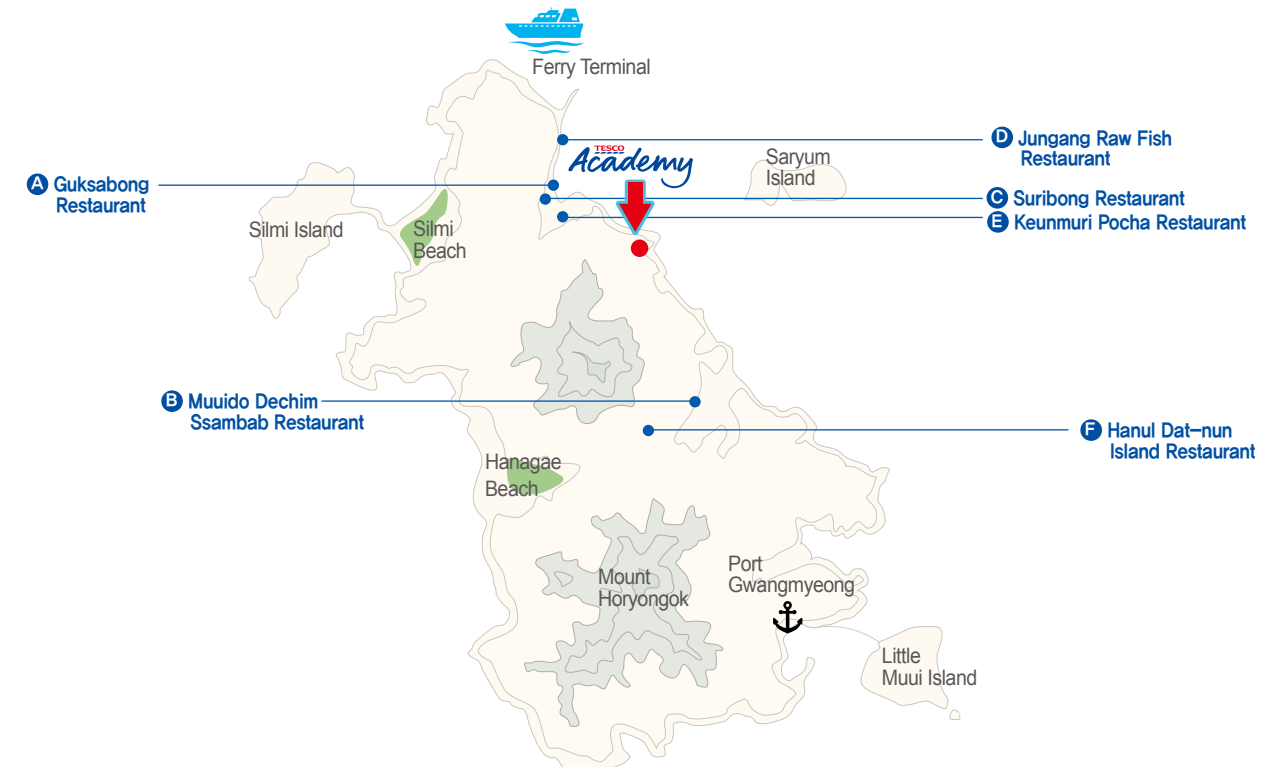 Ferry Terminal
D Jungang Raw Fish
Restaurant
TESCO
Academy
Saryum
Island
A Guksabong
Restaurant
C Suribong Restaurant
E Keunmuri Pocha Restaurant
Silmi Island
Silmi
Beach
B Muuido Dechim
Ssambab Restaurant
F Hanul Dat-nun
Island Restaurant
Hanagae
Beach
Mount
Horyongok
Port
Gwangmyeong
Little
Muui Island